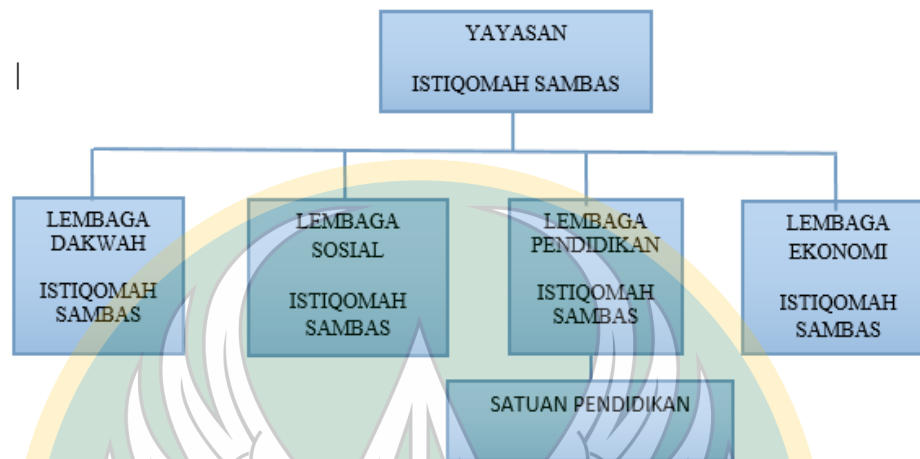 YAYASAN
ISTIQOMAH SAMBAS
LEMBAGA
DAKWAH
ISTIQOMAH
SAMBAS
LEMBAGA
SOSIAL
ISTIQOMAH
SAMBAS
LEMBAGA
PENDIDIKAN
ISTIQOMAH
SAMBAS
LEMBAGA
EKONOMI
ISTIQOMAH
SAMBAS
SATUAN PENDIDIKAN